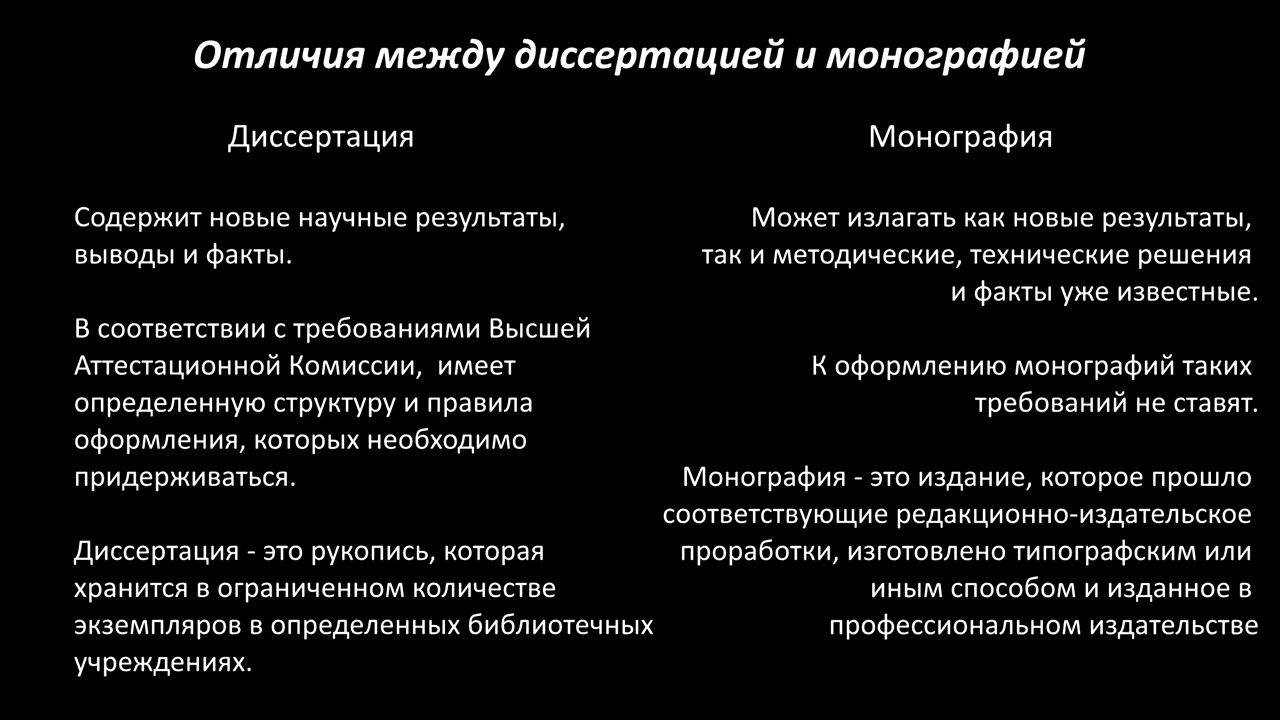 Отличия между диссертацией и монографией
Диссертация
Содержит новые научные результаты,
выводы и факты.
В соответствии с требованиями Высшей
Аттестационной Комиссии,  имеет
определенную структуру и правила
оформления, которых необходимо
придерживаться.
Диссертация - это рукопись, которая
хранится в ограниченном количестве
экземпляров в определенных библиотечных
учреждениях.
Монография
Может излагать как новые результаты,
так и методические, технические решения
и факты уже известные.
К оформлению монографий таких
требований не ставят.
Монография - это издание, которое прошло
соответствующие редакционно-издательское
проработки, изготовлено типографским или
иным способом и изданное в
профессиональном издательстве